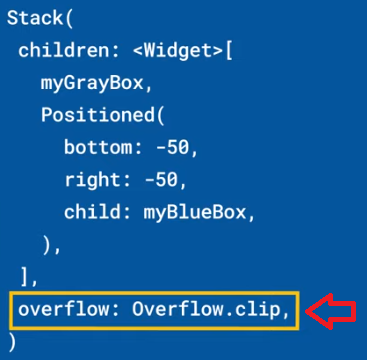 Stack(
children: <Widget>[
myGrayBox,
Positioned(
bottom: -50,
right: -50,
child: myBlueBox,
),
],
overflow: Overflow.clip,
)